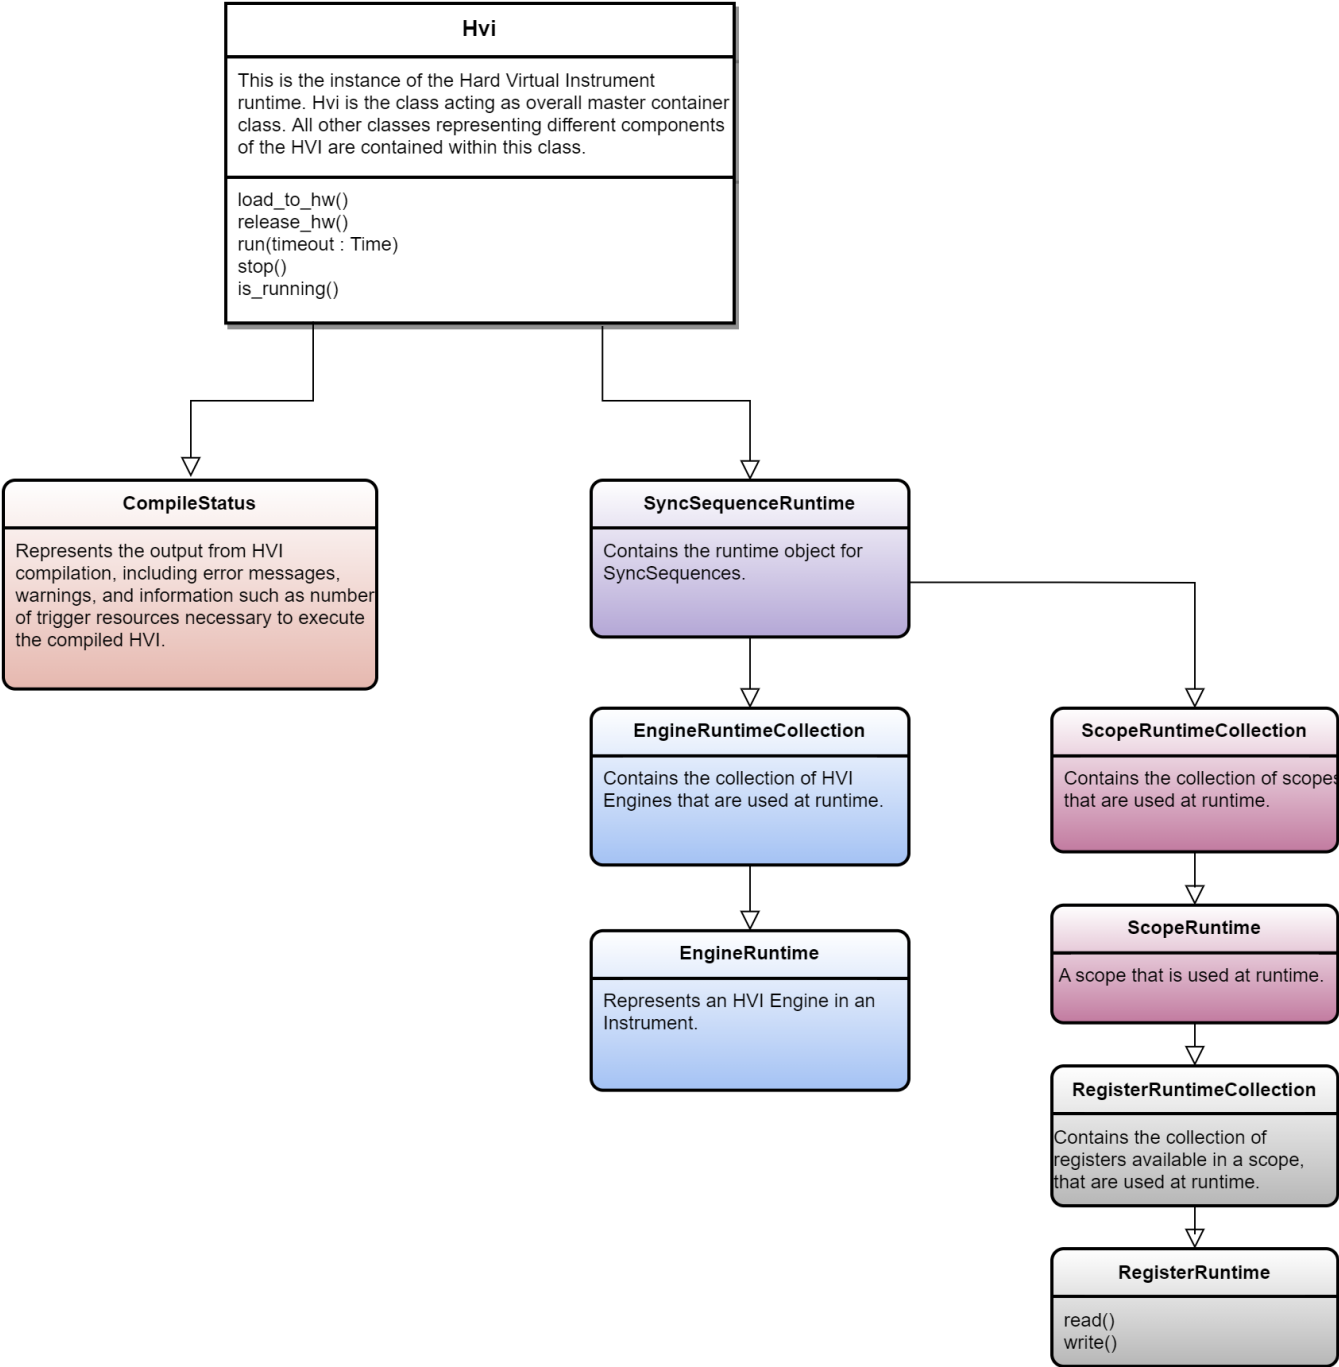 Hvi
This is the instance of the Hard Virtual Instrument
runtime. Hvi is the class acting as overall master container
class. All other classes representing different components
of the HVI are contained within this class.
load_to_hw()
release_hw()
run(timeout : Time)
stop()
is_running()
CompileStatus
Represents the output from HVI
compilation, including error messages,
warnings, and information such as number
of trigger resources necessary to execute
the compiled HVI.
SyncSequenceRuntime
Contains the runtime object for
SyncSequences.
EngineRuntimeCollection
Contains the collection of HVI
Engines that are used at runtime.
EngineRuntime
Represents an HVI Engine in an
Instrument.
ScopeRuntimeCollection
Contains the collection of scopes
that are used at runtime.
ScopeRuntime
A scope that is used at runtime.
RegisterRuntimeCollection
Contains the collection of
registers available in a scope,
that are used at runtime.
RegisterRuntime
read()
write()